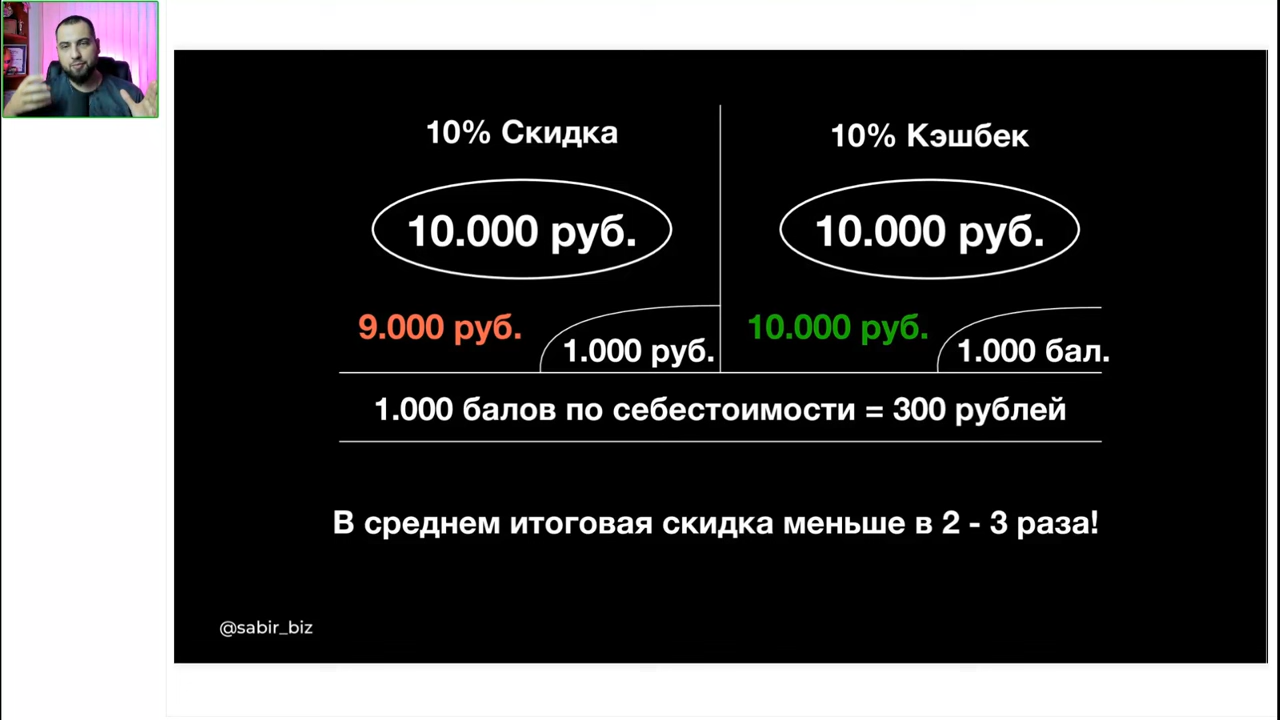 10% Скидка
10% Кэшбек
10.000 руб.
10.000 руб.
9.000 руб.
1.000 руб.
10.000 руб.
1.000 бал.
1.000 балов по себестоимости = 300 рублей
В среднем итоговая скидка меньше в 2 - 3 раза!
@sabir_biz